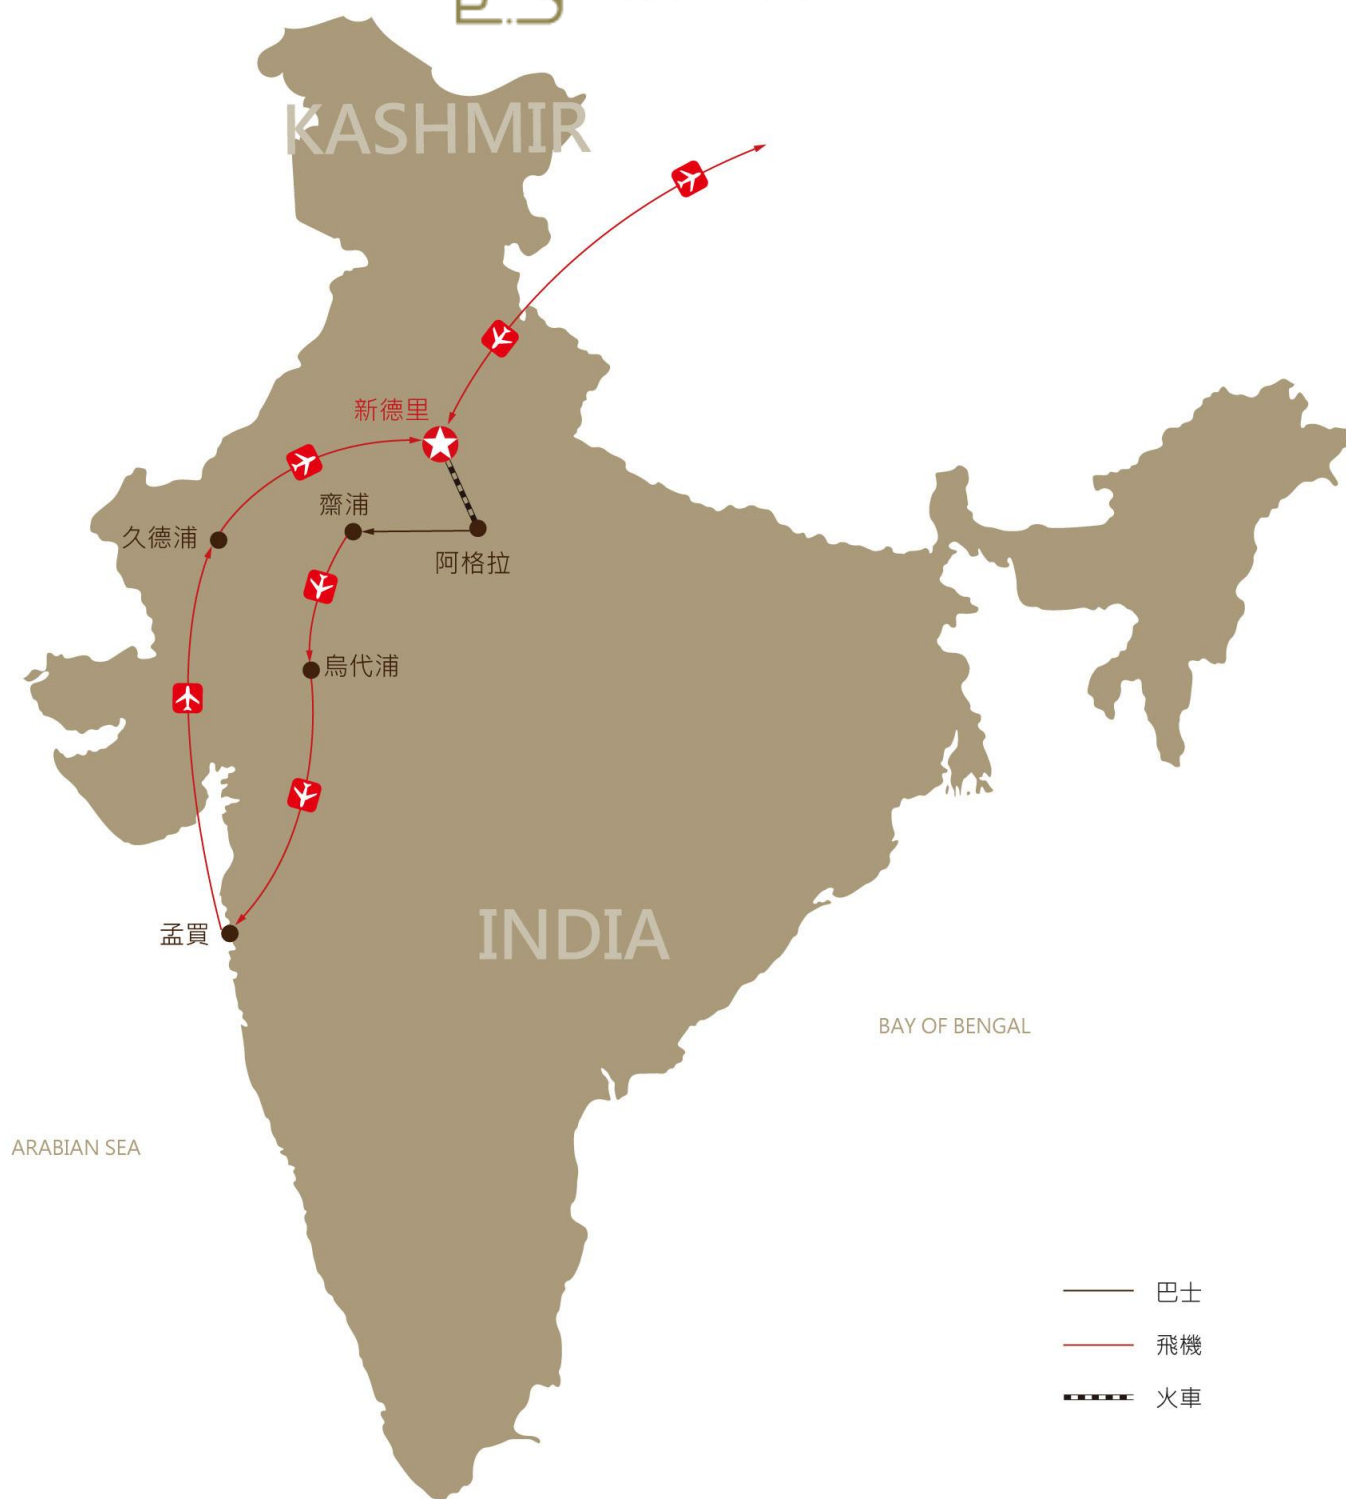 KASHMIR
新德里
齋浦
久德浦
阿格拉
烏代浦
孟買
INDIA
BAY OF BENGAL
ARABIAN SEA
巴士
飛機
火車